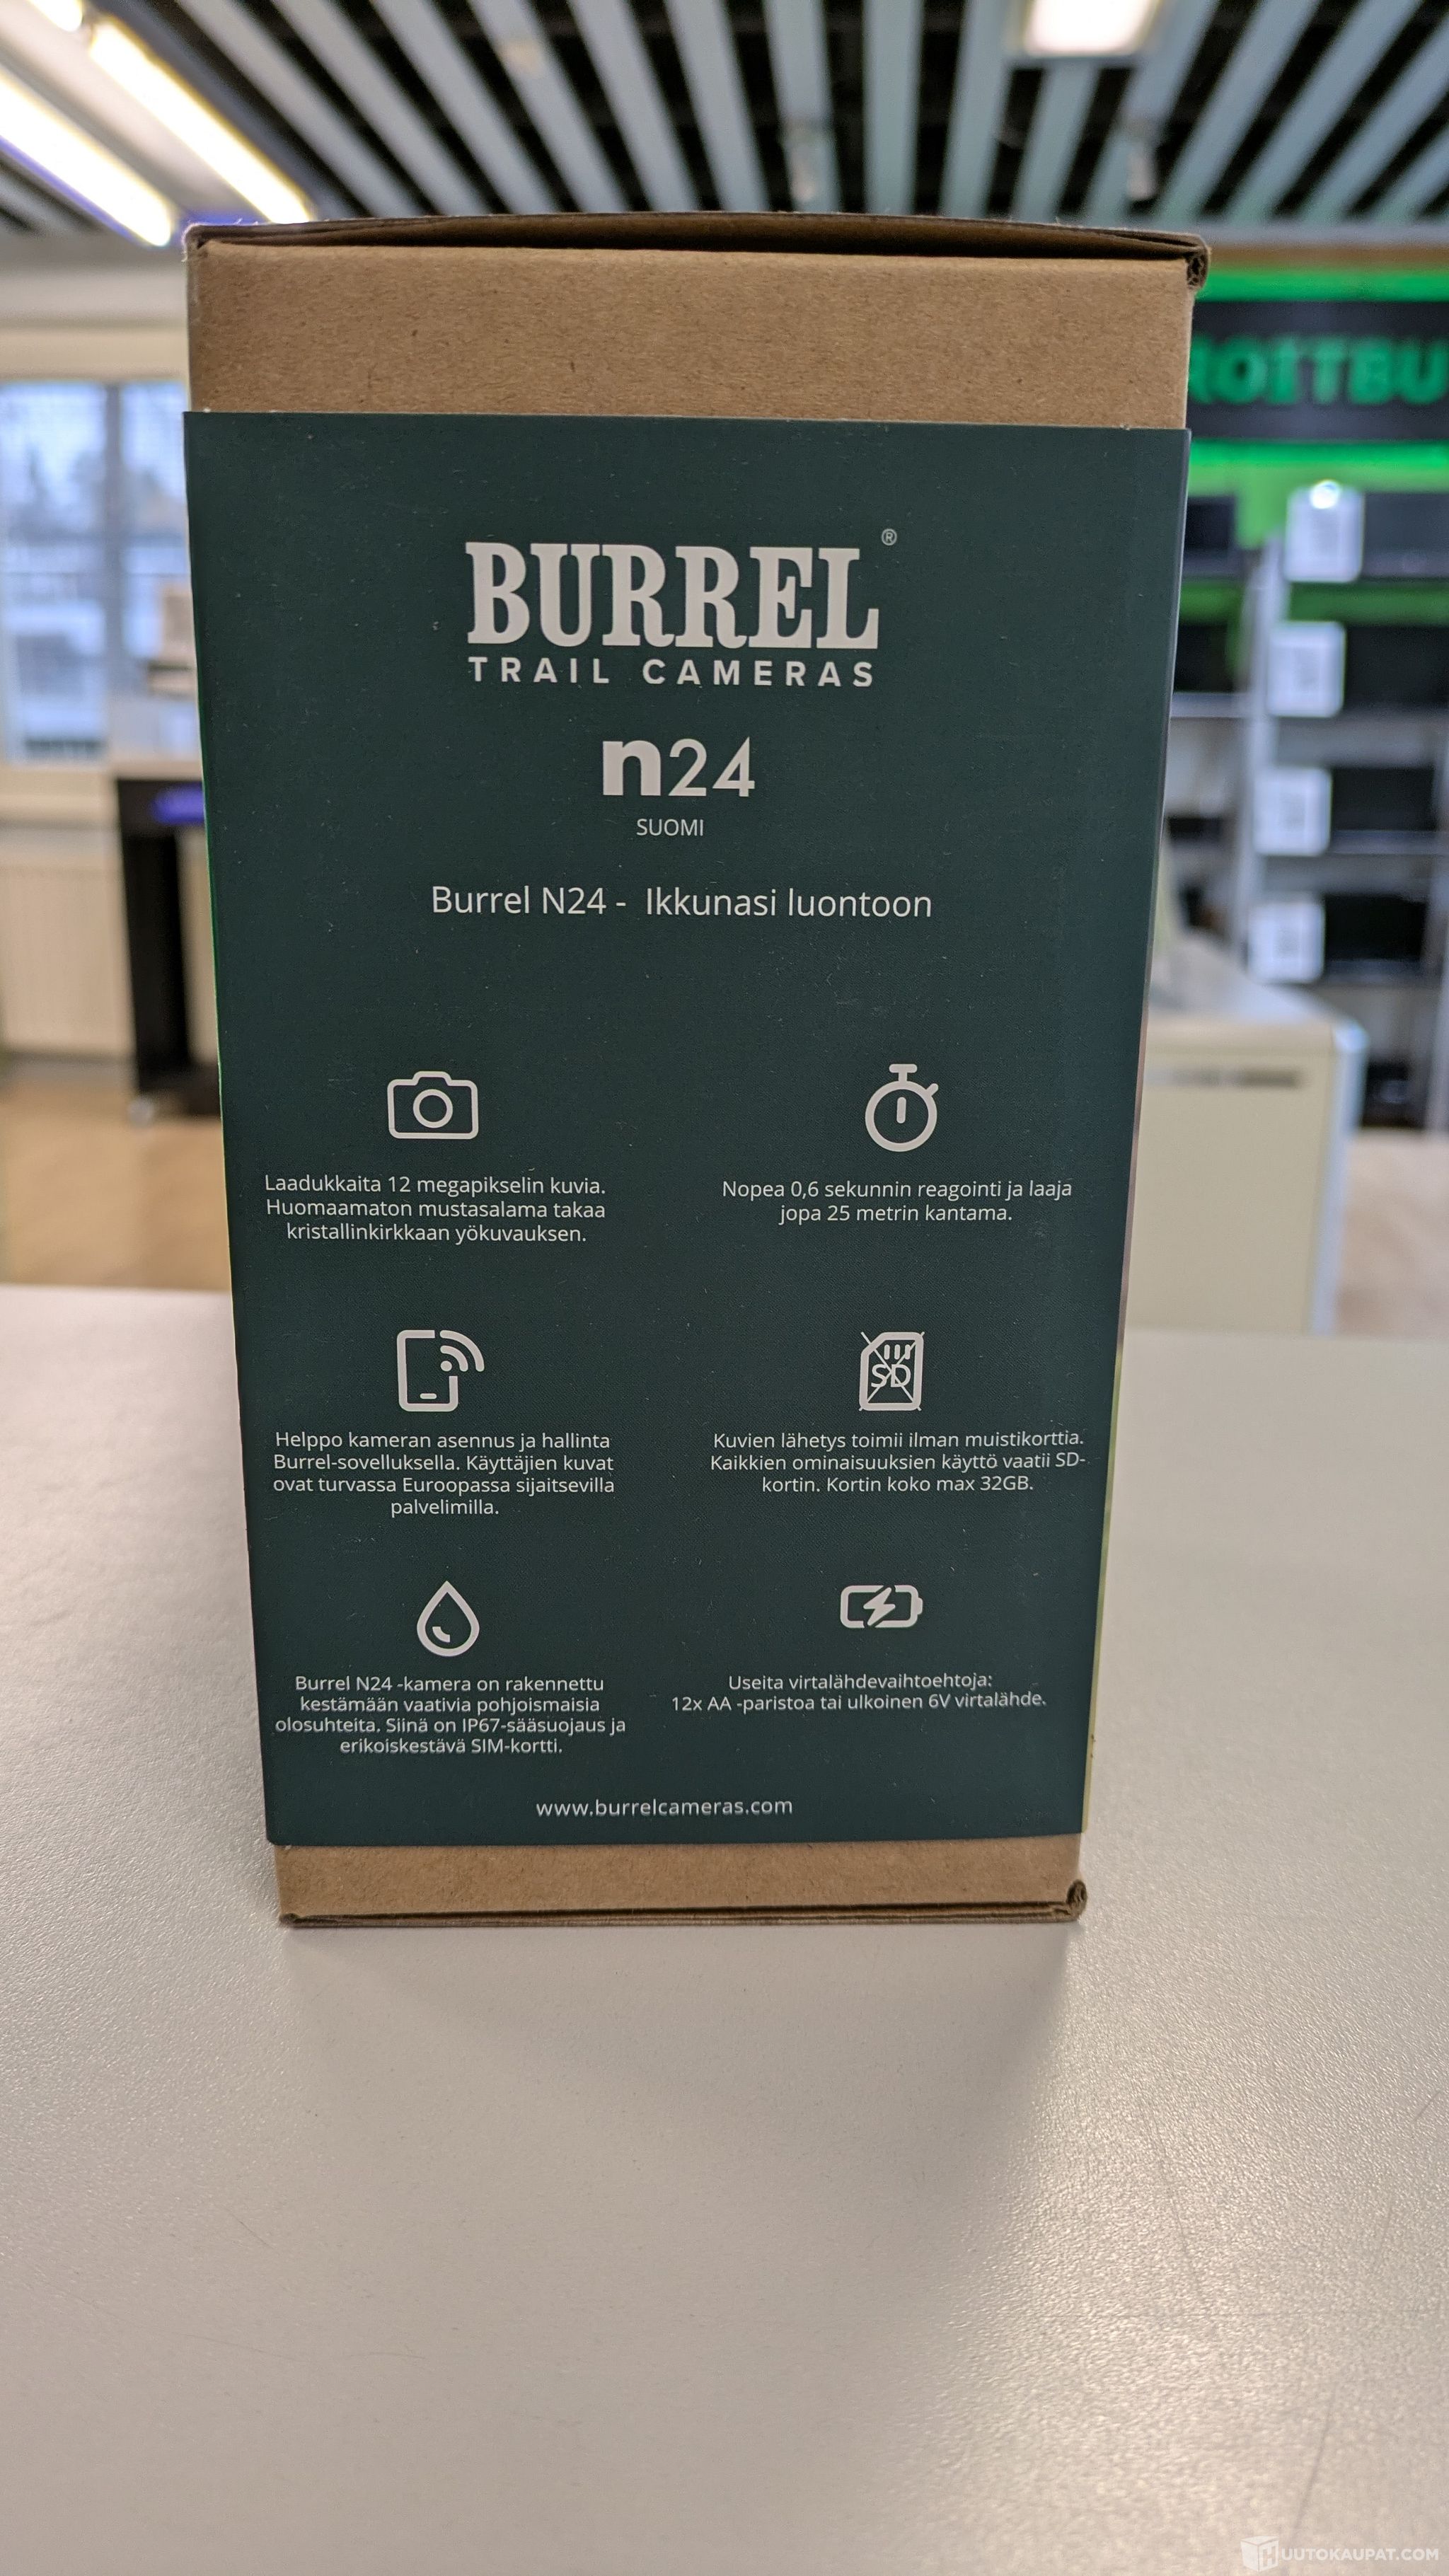 BURREL®
TRAIL CAMERAS
n24
SUOMI
Burrel N24 - Ikkunasi luontoon
Laadukkaita 12 megapikselin kuvia.
Huomaamaton mustasalama takaa
kristallinkirkkaan yökuvauksen.
Nopea 0,6 sekunnin reagointi ja laaja
jopa 25 metrin kantama.
Helppo kameran asennus ja hallinta
Burrel-sovelluksella. Käyttäjien kuvat
ovat turvassa Euroopassa sijaitsevilla
palvelimilla.
SD
Kuvien lähetys toimii ilman muistikorttia.
Kaikkien ominaisuuksien käyttö vaatii SD-
kortin. Kortin koko max 32GB.
Burrel N24 -kamera on rakennettu
kestämään vaativia pohjoismaisia
olosuhteita. Siinä on IP67-sääsuojaus ja
erikoiskestävä SIM-kortti.
Useita virtalähdevaihtoehtoja:
12x AA -paristoa tai ulkoinen 6V virtalähde.
www.burrelcameras.com
HUUTOKAUPAT.COM